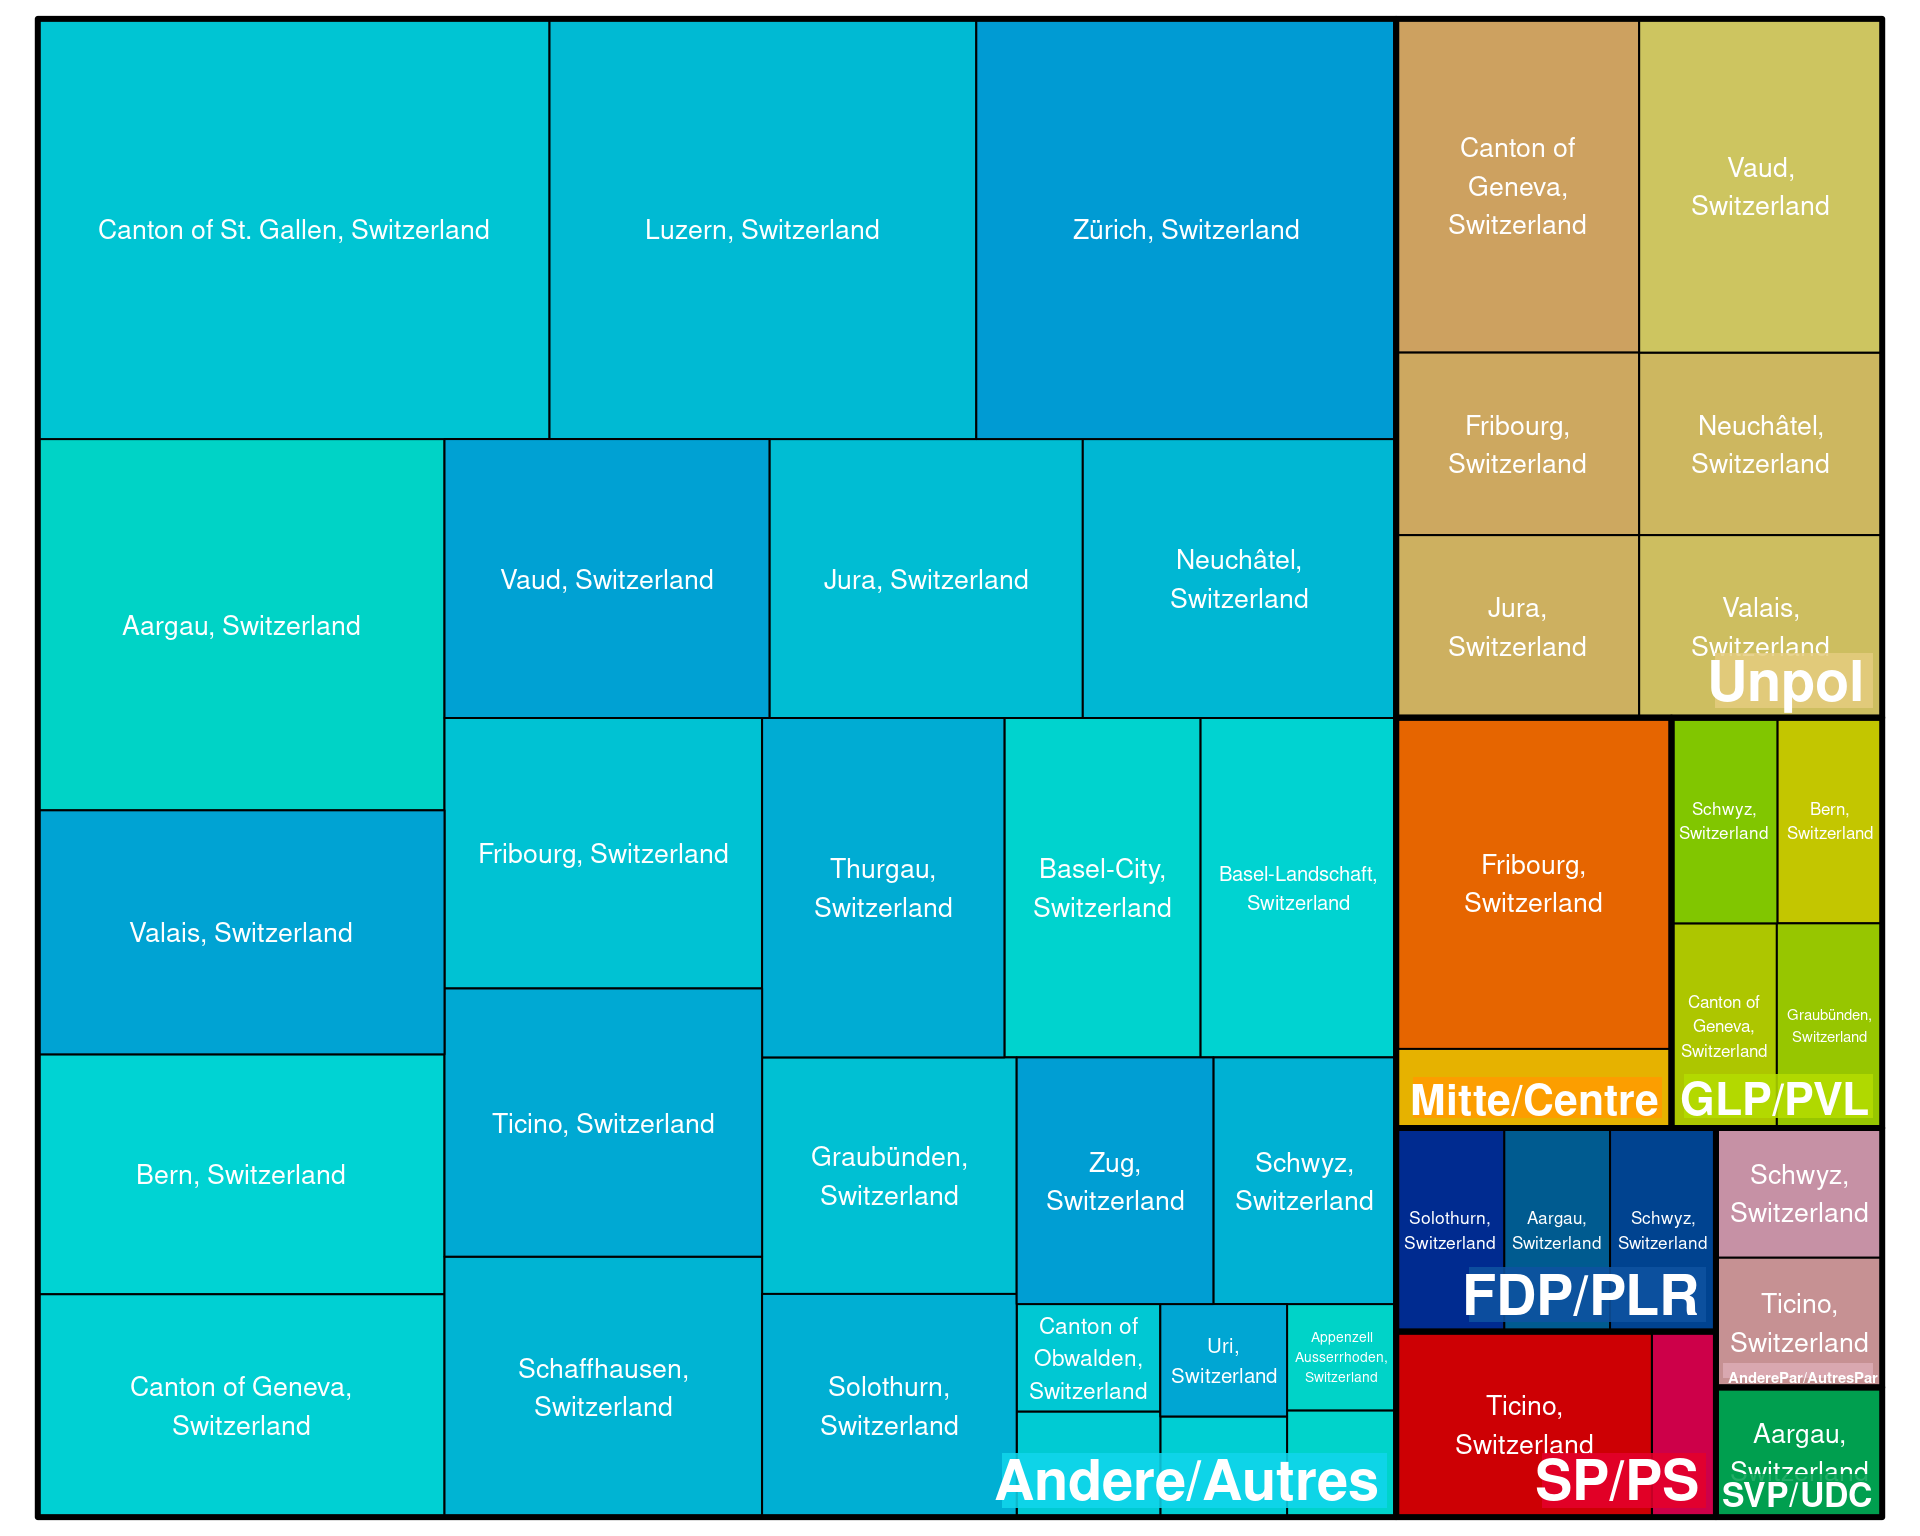 Canton of St. Gallen, Switzerland
Luzern, Switzerland
Zürich, Switzerland
Aargau, Switzerland
Vaud, Switzerland
Jura, Switzerland
Neuchâtel,
Switzerland
Valais, Switzerland
Fribourg, Switzerland
Thurgau,
Switzerland
Basel-City,
Switzerland
Basel-Landschaft,
Switzerland
Bern, Switzerland
Ticino, Switzerland
Graubünden,
Switzerland
Zug,
Switzerland
Schwyz,
Switzerland
Canton of Geneva,
Switzerland
Schaffhausen,
Switzerland
Solothurn,
Switzerland
Canton of
Obwalden,
Switzerland
Uri,
Switzerland
Appenzell
Ausserrhoden,
Switzerland
Andere/Autres
Canton of
Geneva,
Switzerland
Vaud,
Switzerland
Fribourg,
Switzerland
Neuchâtel,
Switzerland
Jura,
Switzerland
Valais,
Switzerland
Unpol
Fribourg,
Switzerland
Mitte/Centre
Schwyz,
Switzerland
Bern,
Switzerland
Canton of
Geneva,
Switzerland
Graubünden,
Switzerland
GLP/PVL
Solothurn,
Switzerland
Aargau,
Switzerland
Schwyz,
Switzerland
FDP/PLR
Schwyz,
Switzerland
Ticino,
Switzerland
AnderePar/AutresPar
Ticino,
Switzerland
SP/PS
Aargau,
Switzerland
SVP/UDC